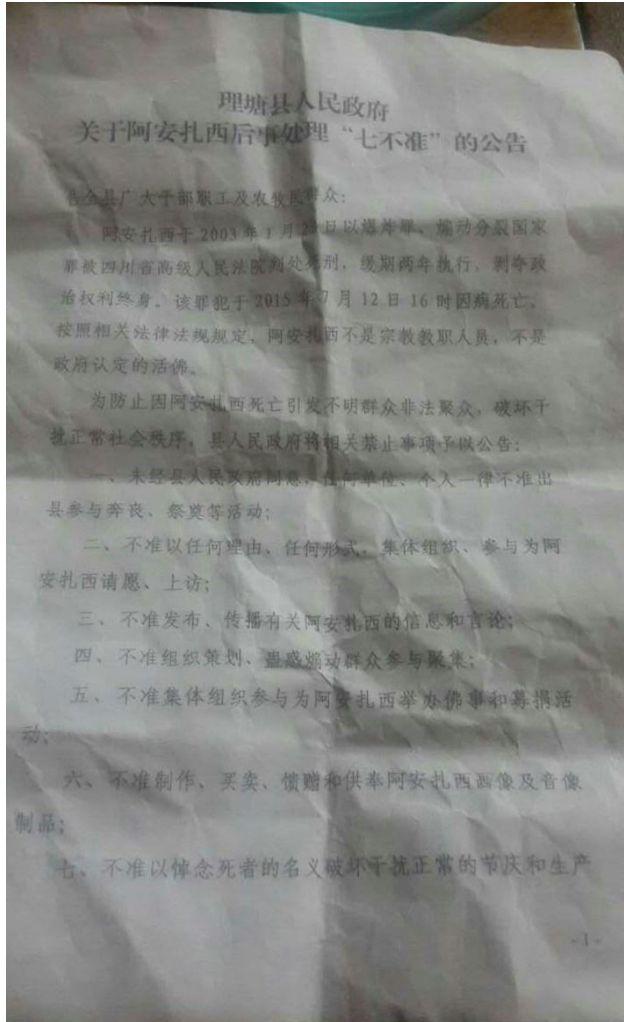 理塘县人民政府
关于阿安扎西后事处理“七不准”的公告
告全县广大干部职工及农牧民群众：
阿安扎西于2003年1月2日以爆炸罪、煽动分裂国家
罪被四川省高级人民法院判处死刑，缓期两年执行，剥夺政
治权利终身。该罪犯于2015年7月12日16时因病死亡。
按照相关法律法规规定，阿安扎西不是宗教教职人员，不是
政府认定的活佛。
为防止因阿安扎西死亡引发不明群众非法聚众，破坏干
扰正常社会秩序，县人民政府将相关禁止事项予以公告：
一、未经县人民政府同意，任何单位、个人一律不准出
县参与奔丧、祭奠等活动；
二、不准以任何理由、任何形式，集体组织、参与为阿
安扎西请愿、上访；
三、不准发布、传播有关阿安扎西的信息和言论；
四、不准组织策划、蛊惑煽动群众参与聚集；
五、不准集体组织参与为阿安扎西举办佛事和募捐活
动；
六、不准制作、买卖、馈赠和供奉阿安扎西画像及音像
制品；
七、不准以悼念死者的名义破坏干扰正常的节庆和生产
-1-